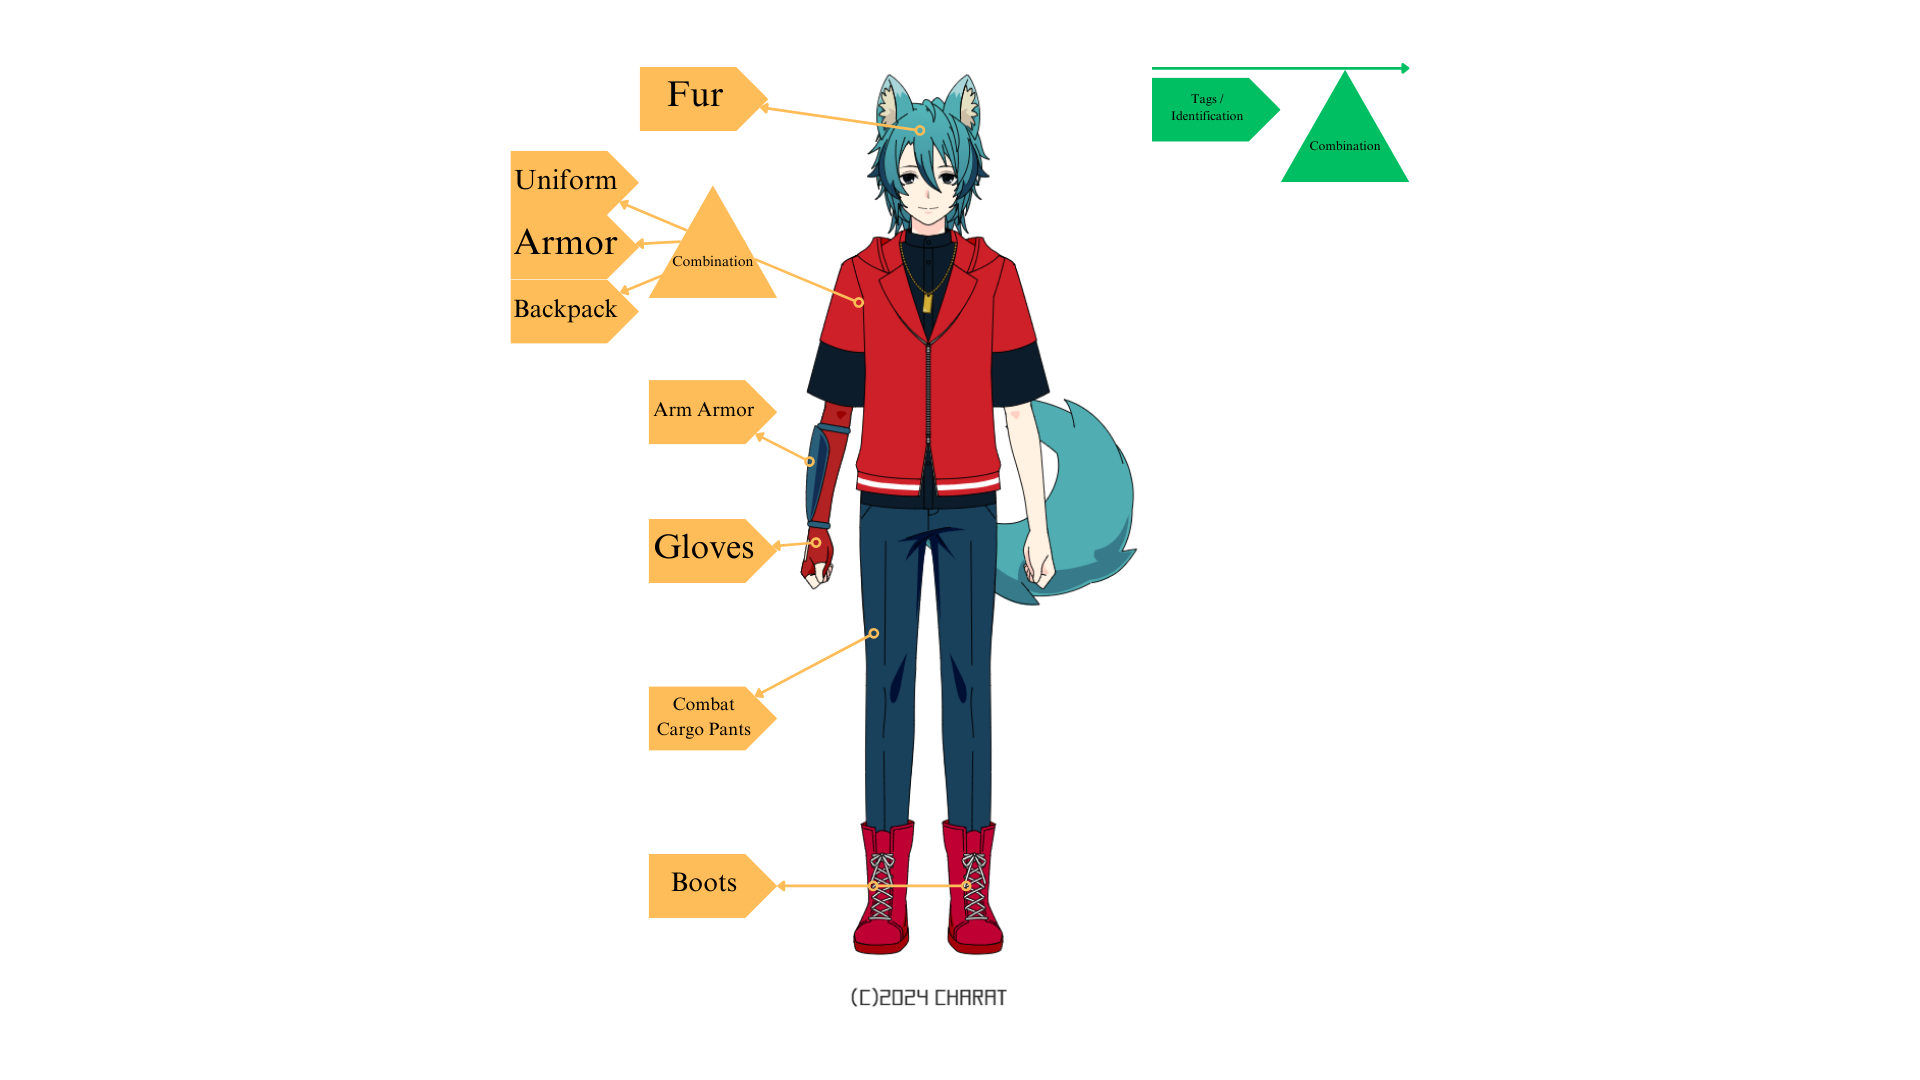 Fur
Tags /
Identification
Combination
Uniform
Armor
Combination
Backpack
Arm Armor
Gloves
Combat
Cargo Pants
Boots
(C)2024 CHARAT